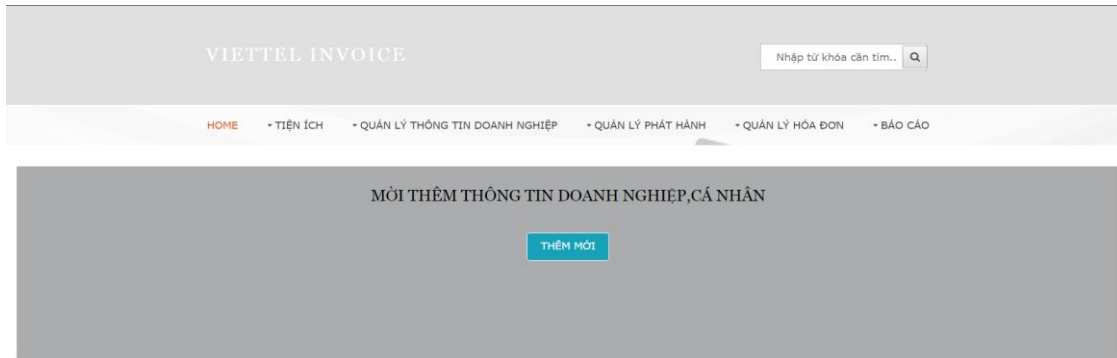 VIETTEL INVOICE
Nhập từ khóa cần tim..
HOME TIỆN ÍCH QUẢN LÝ THÔNG TIN DOANH NGHIỆP QUẢN LÝ PHÁT HÀNH QUẢN LÝ HÓA ĐƠN BÁO CÁO
MỜI THÊM THÔNG TIN DOANH NGHIỆP,CÁ NHÂN
THÊM MỚI